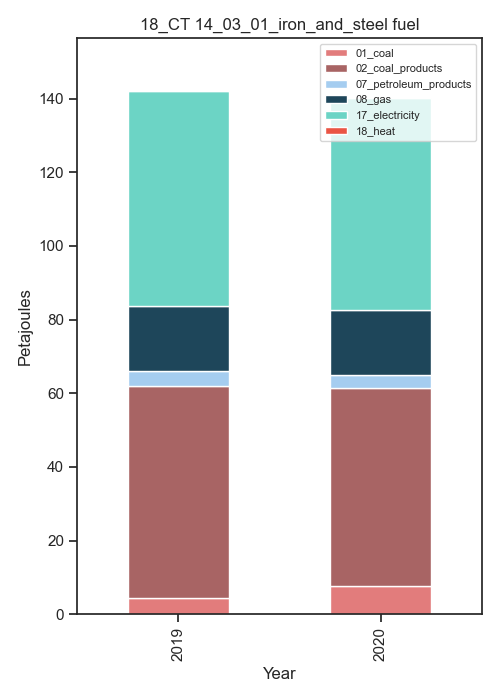 18_CT 14_03_01_iron_and_steel fuel
01_coal
02_coal_products
07_petroleum_products
08_gas
17_electricity
18_heat
Petajoules
140
120
100
80
60
40
20
0
2019
2020
Year